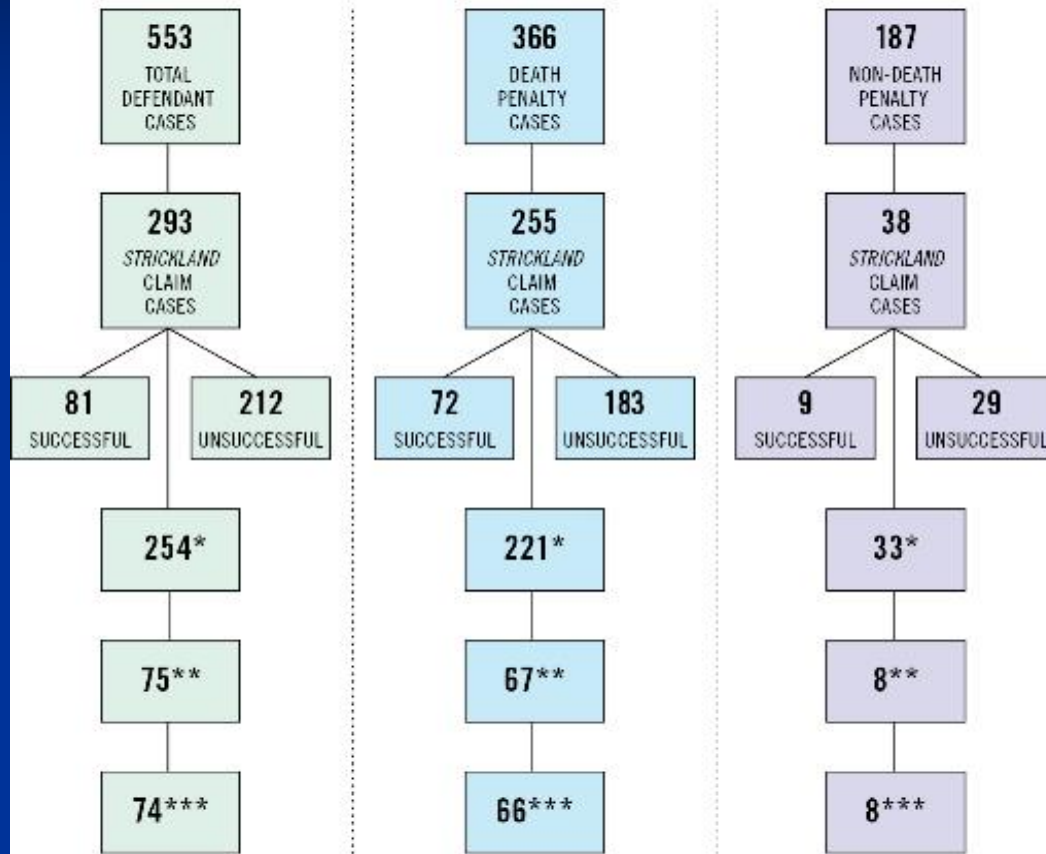 553
TOTAL
DEFENDANT
CASES
293
STRICKLAND
CLAIM
CASES
81
SUCCESSFUL
212
UNSUCCESSFUL
254*
75**
74***
366
DEATH
PENALTY
CASES
255
STRICKLAND
CLAIM
CASES
72
SUCCESSFUL
183
UNSUCCESSFUL
221*
67**
66***
187
NON-DEATH
PENALTY
CASES
38
STRICKLAND
CLAIM
CASES
9
SUCCESSFUL
29
UNSUCCESSFUL
33*
8**
8***